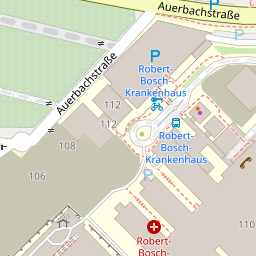 Auerbachstraße
Auerbachstraße
P
Robert-
Bosch-
Krankenhaus
112
112
Robert-
Bosch-
Krankenhaus
108
106
P
110
Robert-
Bosch-